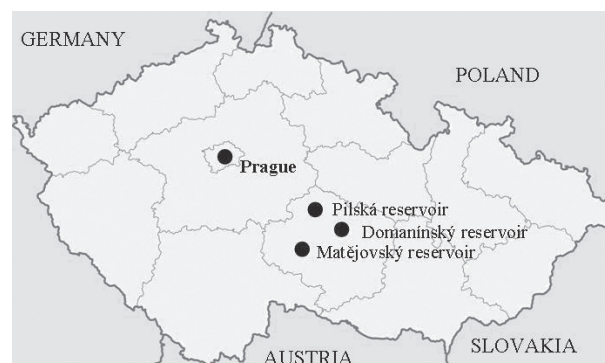 GERMANY
POLAND
Prague
Pilská reservoir
Domanínský reservoir
Matějovský reservoir
SLOVAKIA
AUSTRIA